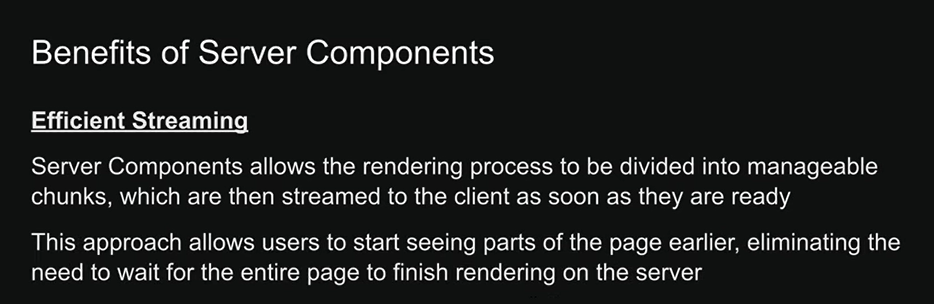 Benefits of Server Components
Efficient Streaming
Server Components allows the rendering process to be divided into manageable
chunks, which are then streamed to the client as soon as they are ready
This approach allows users to start seeing parts of the page earlier, eliminating the
need to wait for the entire page to finish rendering on the server